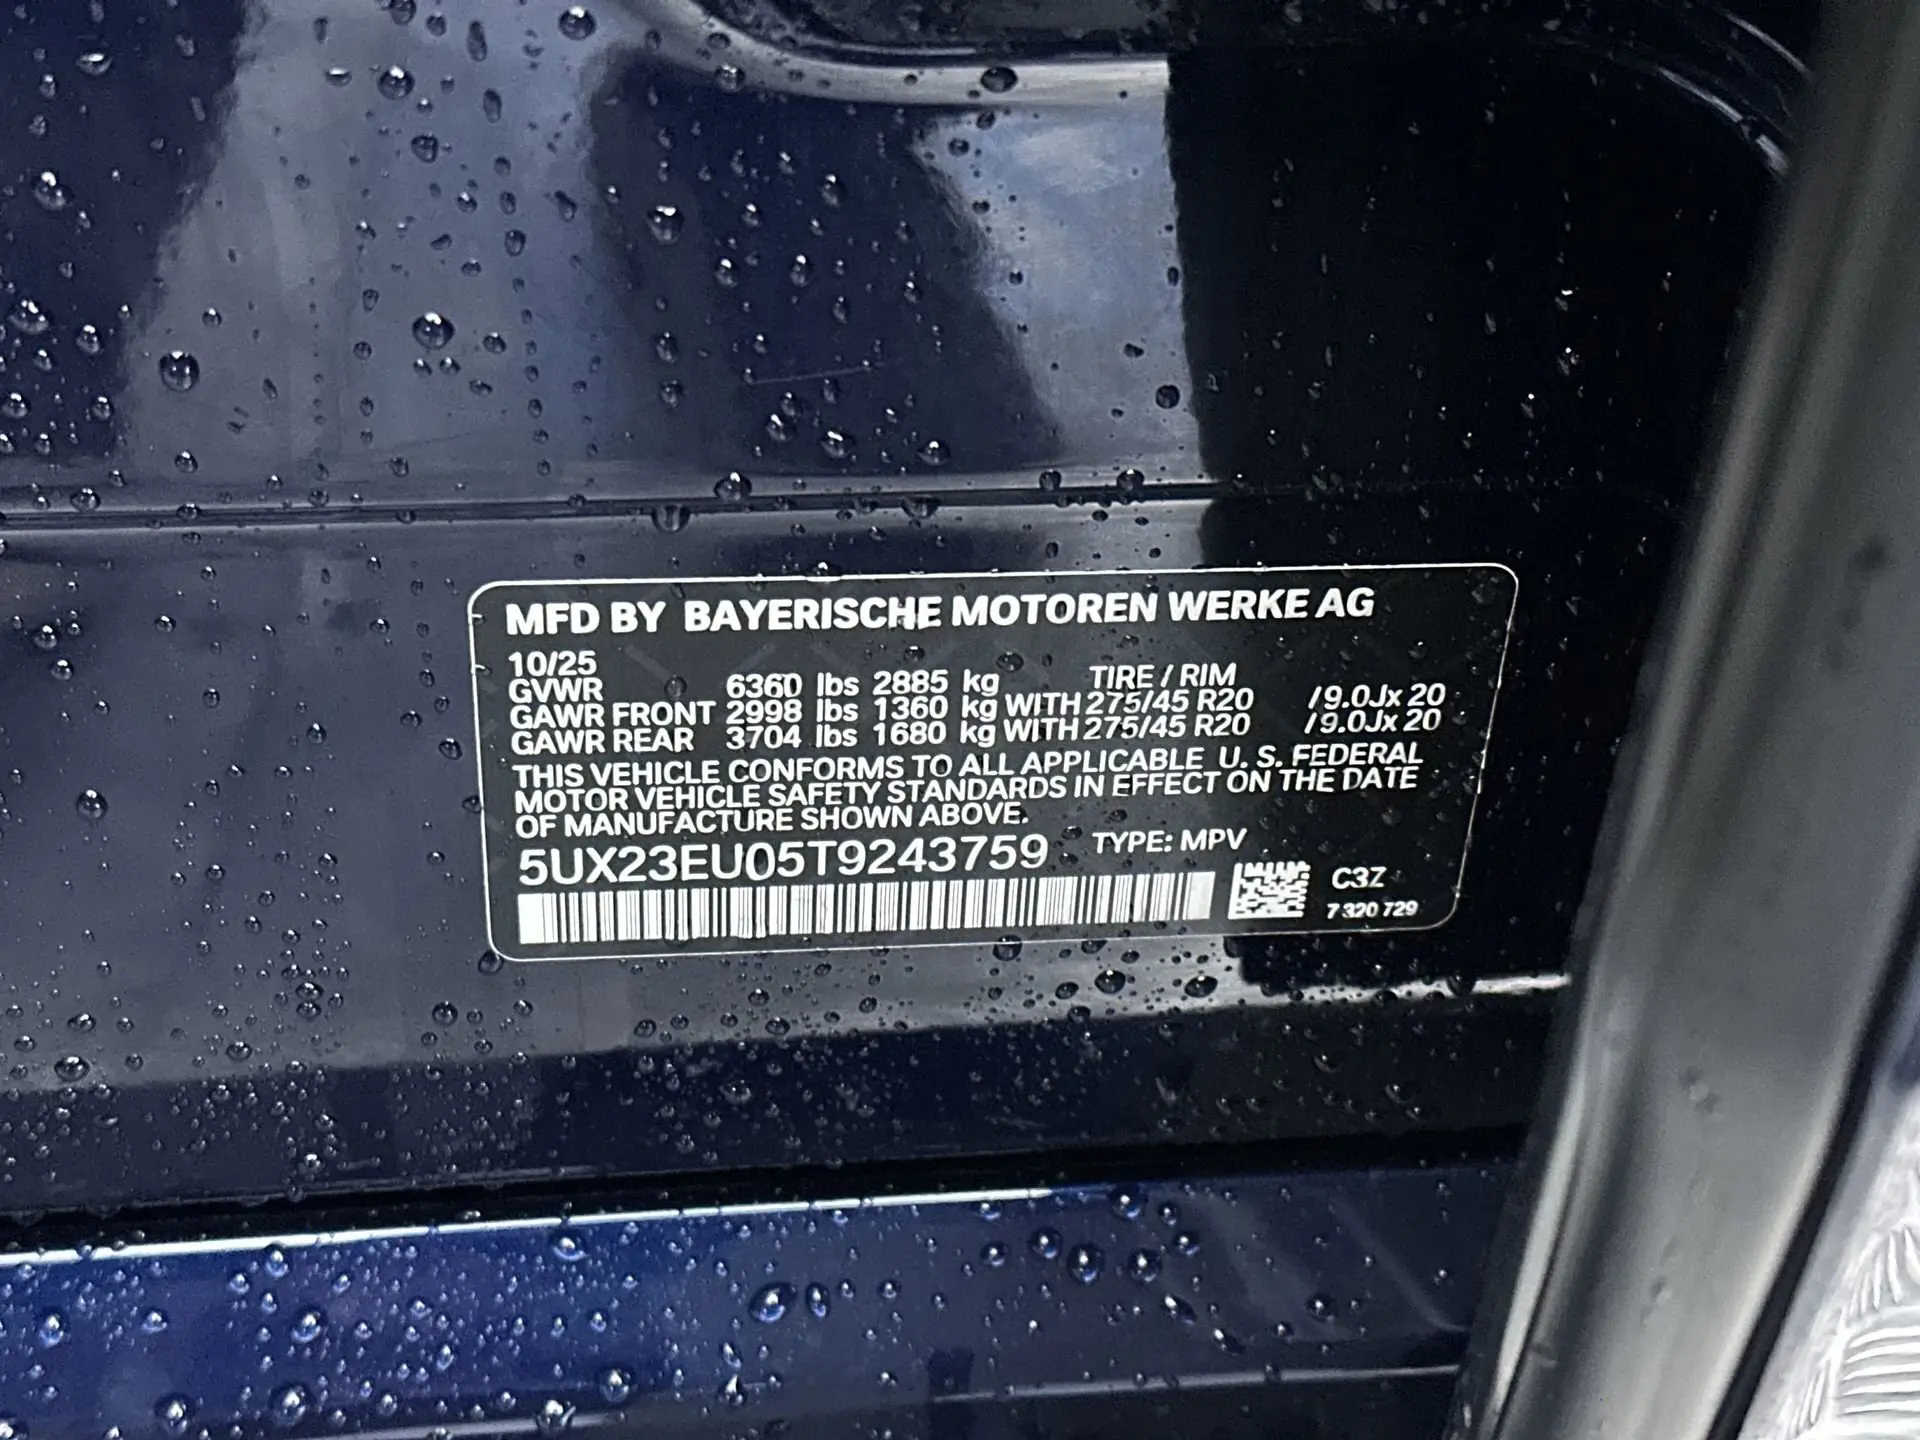 MFD BY BAYERISCHE MOTOREN WERKE AG
10/25
TIRE / RIM
GVWR 6360 lbs 2885 kg
GAWR FRONT 2998 lbs 1360 kg WITH 275/45 R20 /9.0Jx 20
GAWR REAR 3704 lbs 1680 kg WITH 275/45 R20 /9.0Jx 20
THIS VEHICLE CONFORMS TO ALL APPLICABLE U. S. FEDERAL
MOTOR VEHICLE SAFETY STANDARDS IN EFFECT ON THE DATE
OF MANUFACTURE SHOWN ABOVE.
5UX23EU05T9243759 TYPE: MPV
C3Z
7 320 729